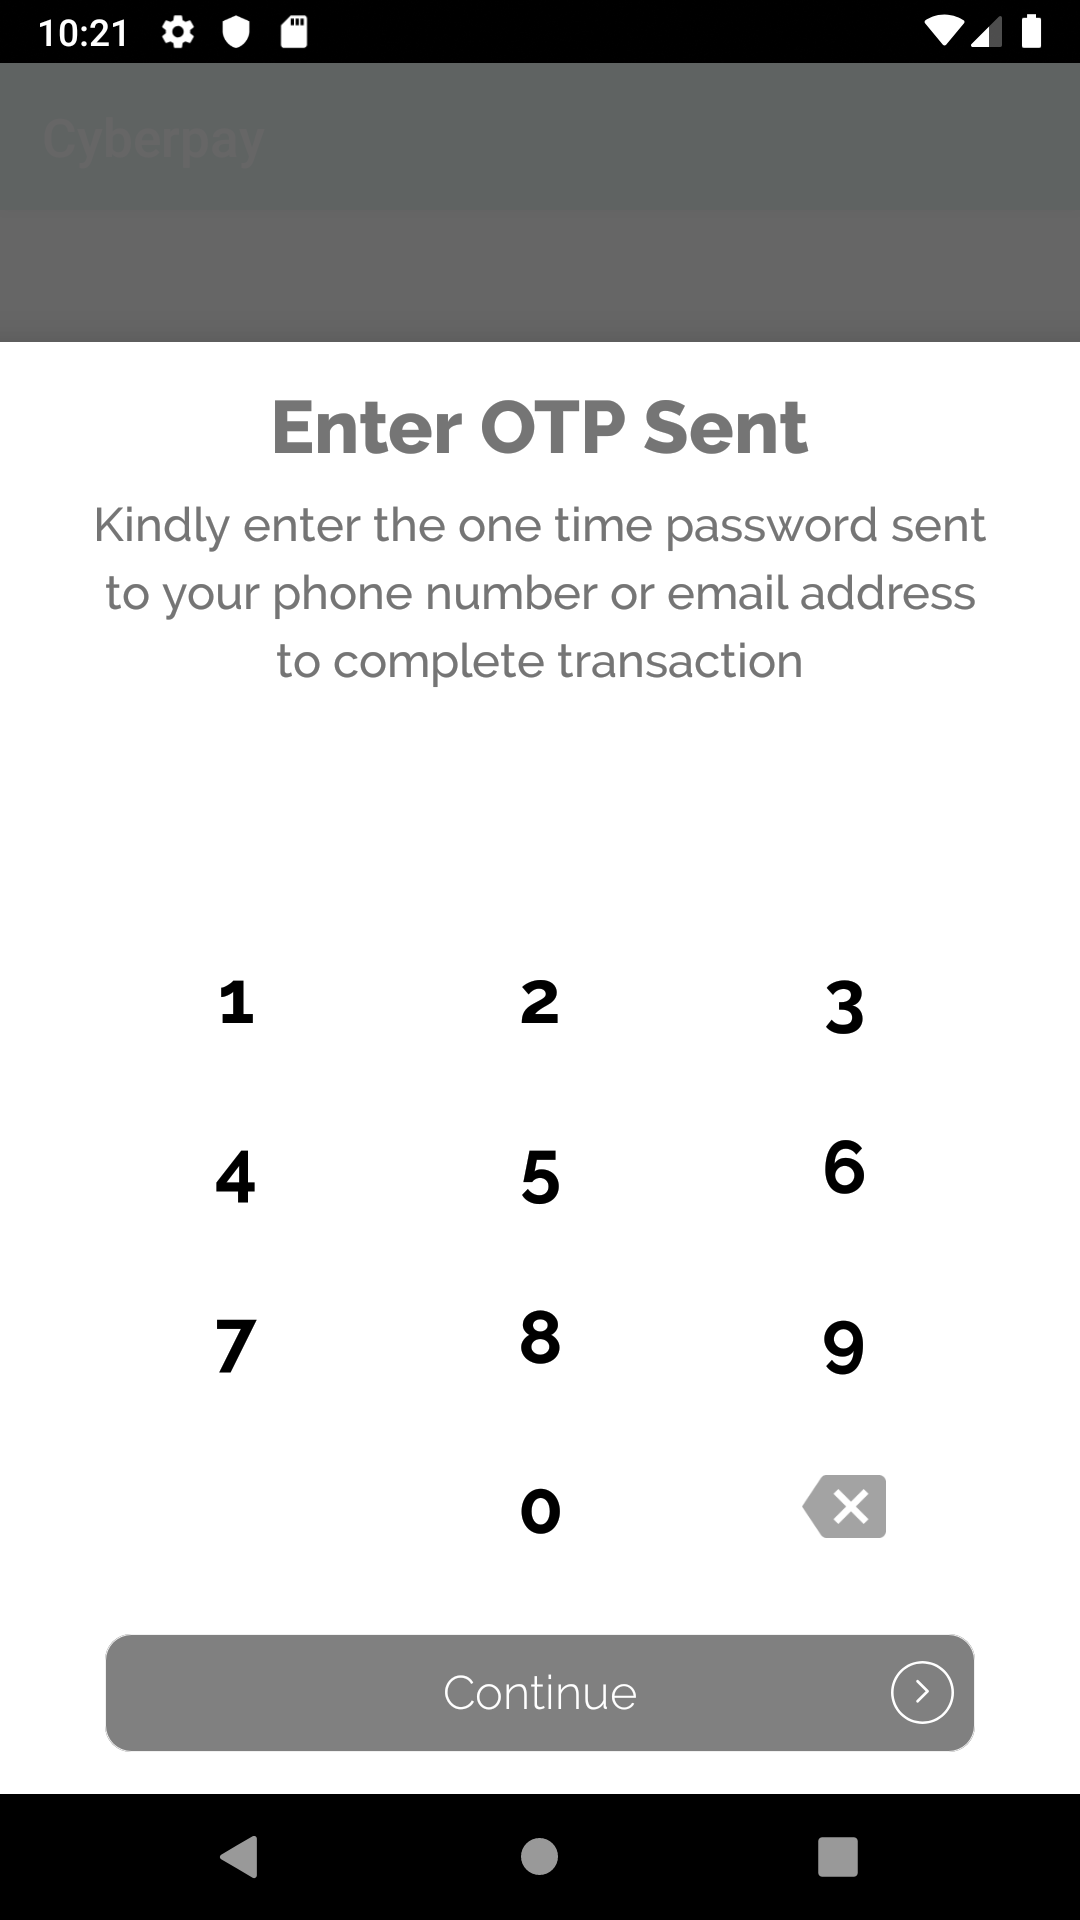 10:21
Cyberpay
Enter OTP Sent
Kindly enter the one time password sent
to your phone number or email address
to complete transaction
1 2 3
4 5 6
7 8 9
0
Continue